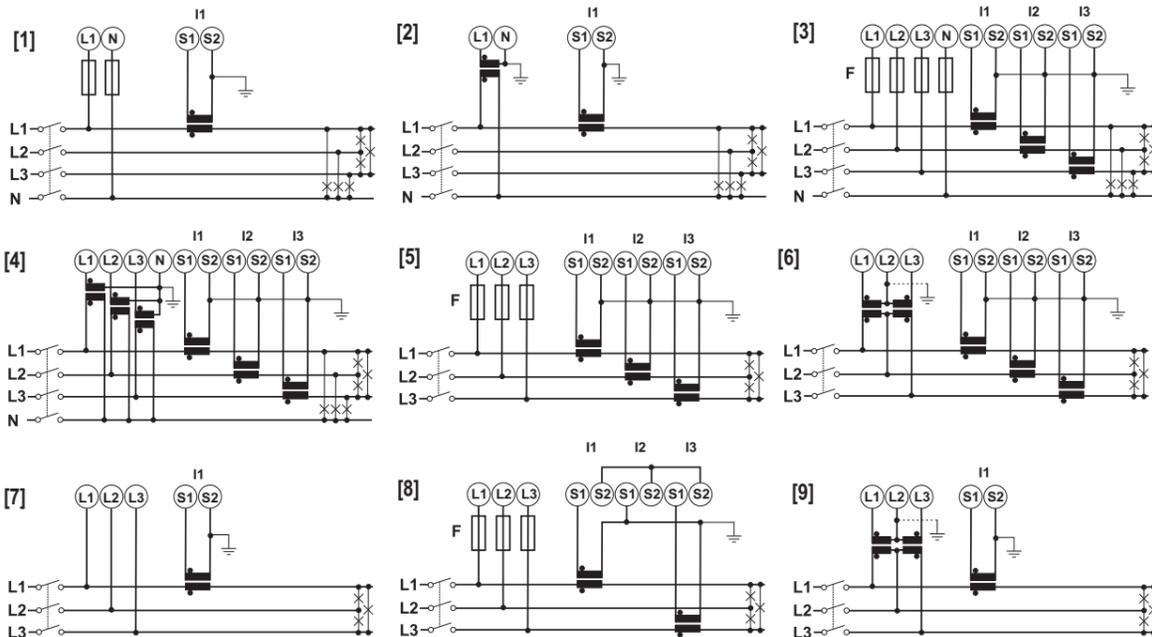 I1
[1] L1 N S1 S2
L1
L2
L3
N
I1
[2] L1 N S1 S2
L1
L2
L3
N
I1 I2 I3
[3] L1 L2 L3 N S1 S2 S1 S2 S1 S2
F
L1
L2
L3
N
I1 I2 I3
[4] L1 L2 L3 N S1 S2 S1 S2 S1 S2
L1
L2
L3
N
I1 I2 I3
[5] L1 L2 L3 S1 S2 S1 S2 S1 S2
F
L1
L2
L3
I1 I2 I3
[6] L1 L2 L3 S1 S2 S1 S2 S1 S2
L1
L2
L3
I1
[7] L1 L2 L3 S1 S2
L1
L2
L3
I1 I2 I3
[8] L1 L2 L3 S1 S2 S1 S2 S1 S2
F
L1
L2
L3
I1
[9] L1 L2 L3 S1 S2
L1
L2
L3